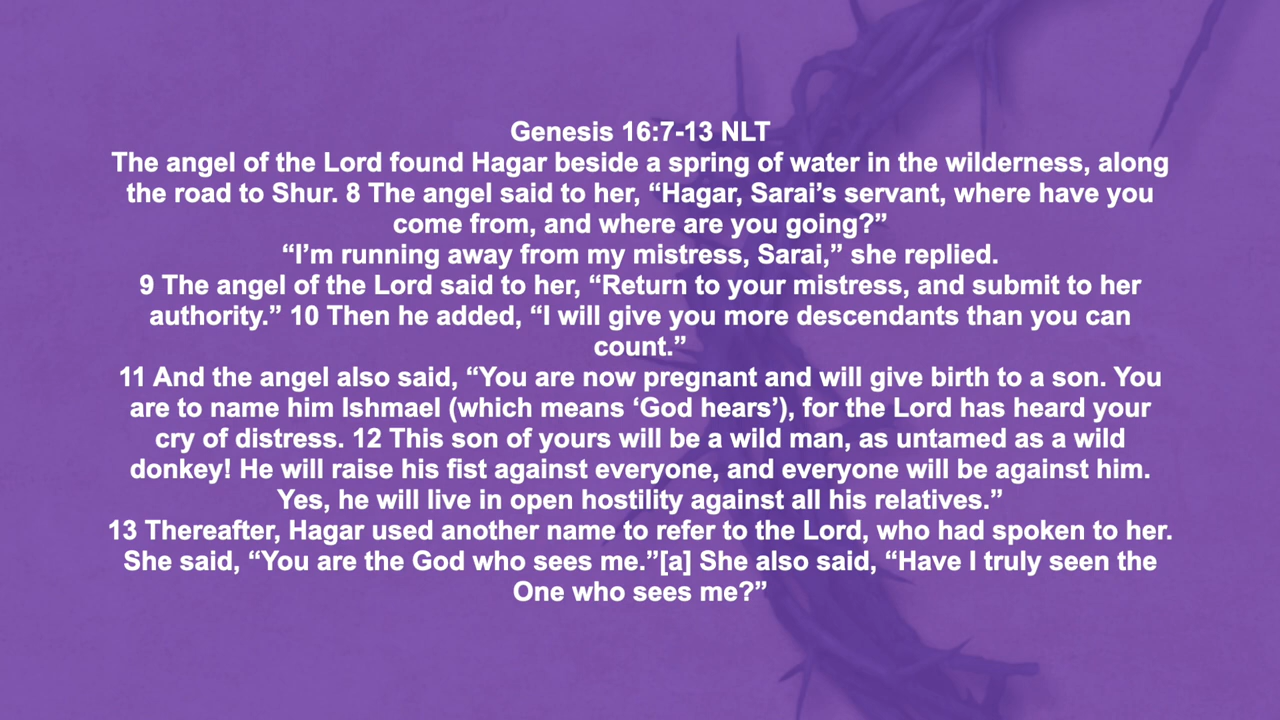 Genesis 16:7-13 NLT
The angel of the Lord found Hagar beside a spring of water in the wilderness, along
the road to Shur. 8 The angel said to her, “Hagar, Sarai’s servant, where have you
come from, and where are you going?”
“I’m running away from my mistress, Sarai,” she replied.
9 The angel of the Lord said to her, “Return to your mistress, and submit to her
authority.” 10 Then he added, “I will give you more descendants than you can
count.”
11 And the angel also said, “You are now pregnant and will give birth to a son. You
are to name him Ishmael (which means ‘God hears’), for the Lord has heard your
cry of distress. 12 This son of yours will be a wild man, as untamed as a wild
donkey! He will raise his fist against everyone, and everyone will be against him.
Yes, he will live in open hostility against all his relatives.”
13 Thereafter, Hagar used another name to refer to the Lord, who had spoken to her.
She said, “You are the God who sees me.”[a] She also said, “Have I truly seen the
One who sees me?”